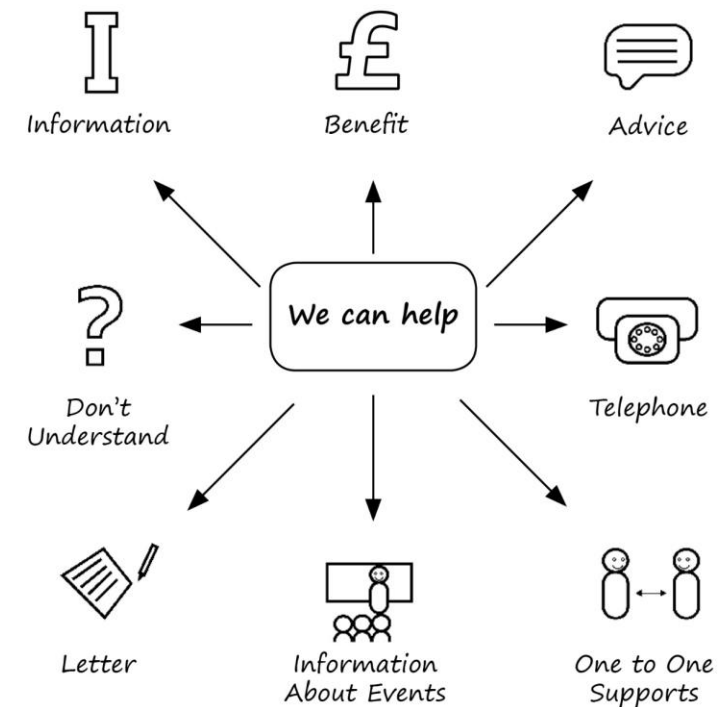 Information
Benefit
Advice
We can help
Don't
Understand
Telephone
Letter
Information
About Events
One to One
Supports